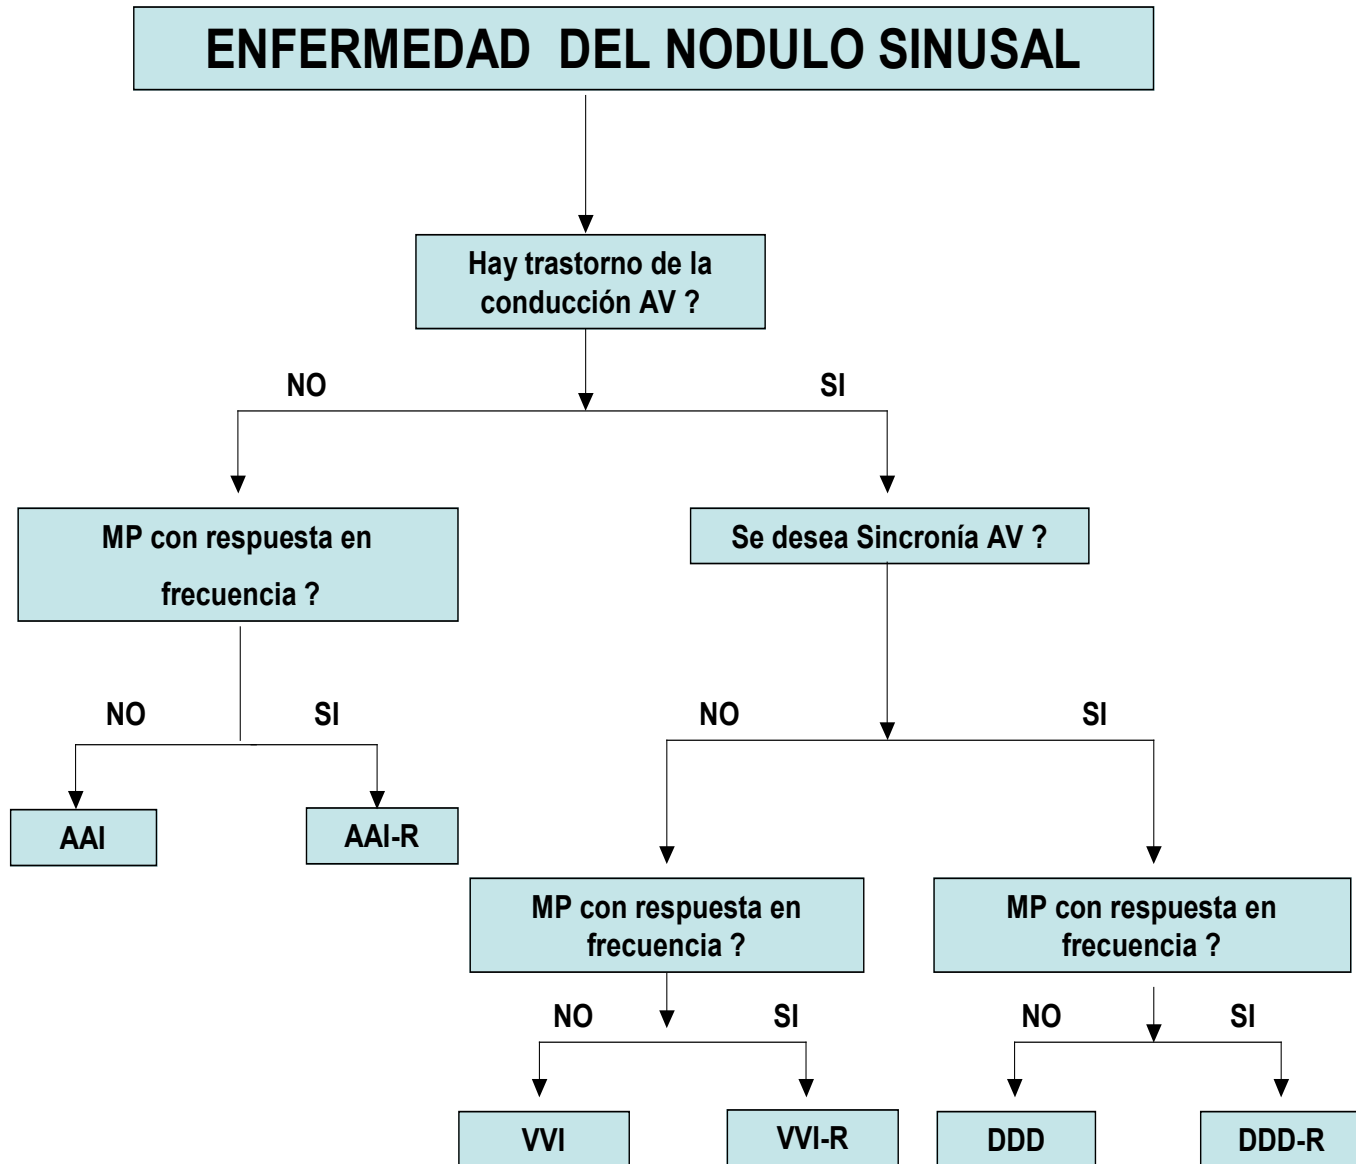 ENFERMEDAD DEL NODULO SINUSAL
Hay trastorno de la
conducción AV ?
NO
SI
MP con respuesta en
frecuencia ?
Se desea Sincronía AV ?
NO
SI
NO
SI
AAI
AAI-R
MP con respuesta en
frecuencia ?
MP con respuesta en
frecuencia ?
NO
SI
NO
SI
VVI
VVI-R
DDD
DDD-R